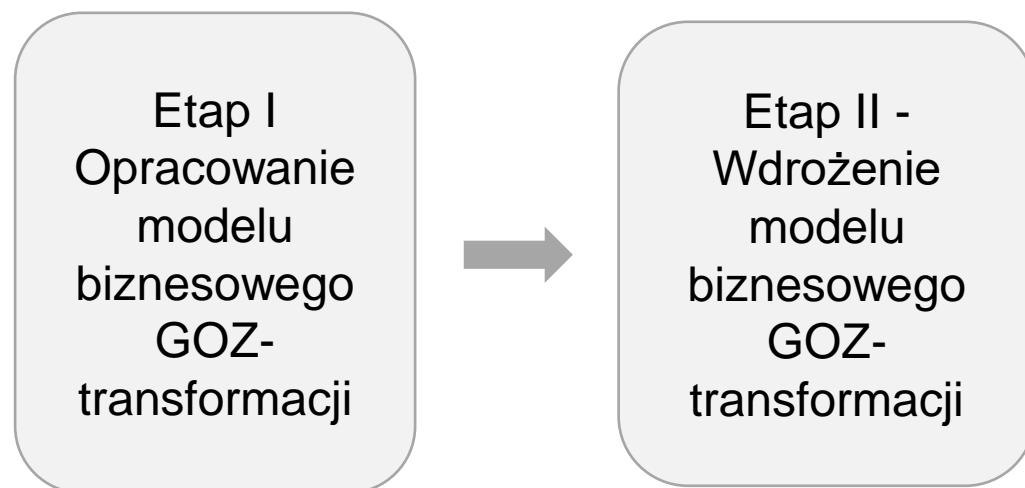 Etap I
Opracowanie
modelu
biznesowego
GOZ-
transformacji
Etap II -
Wdrożenie
modelu
biznesowego
GOZ-
transformacji